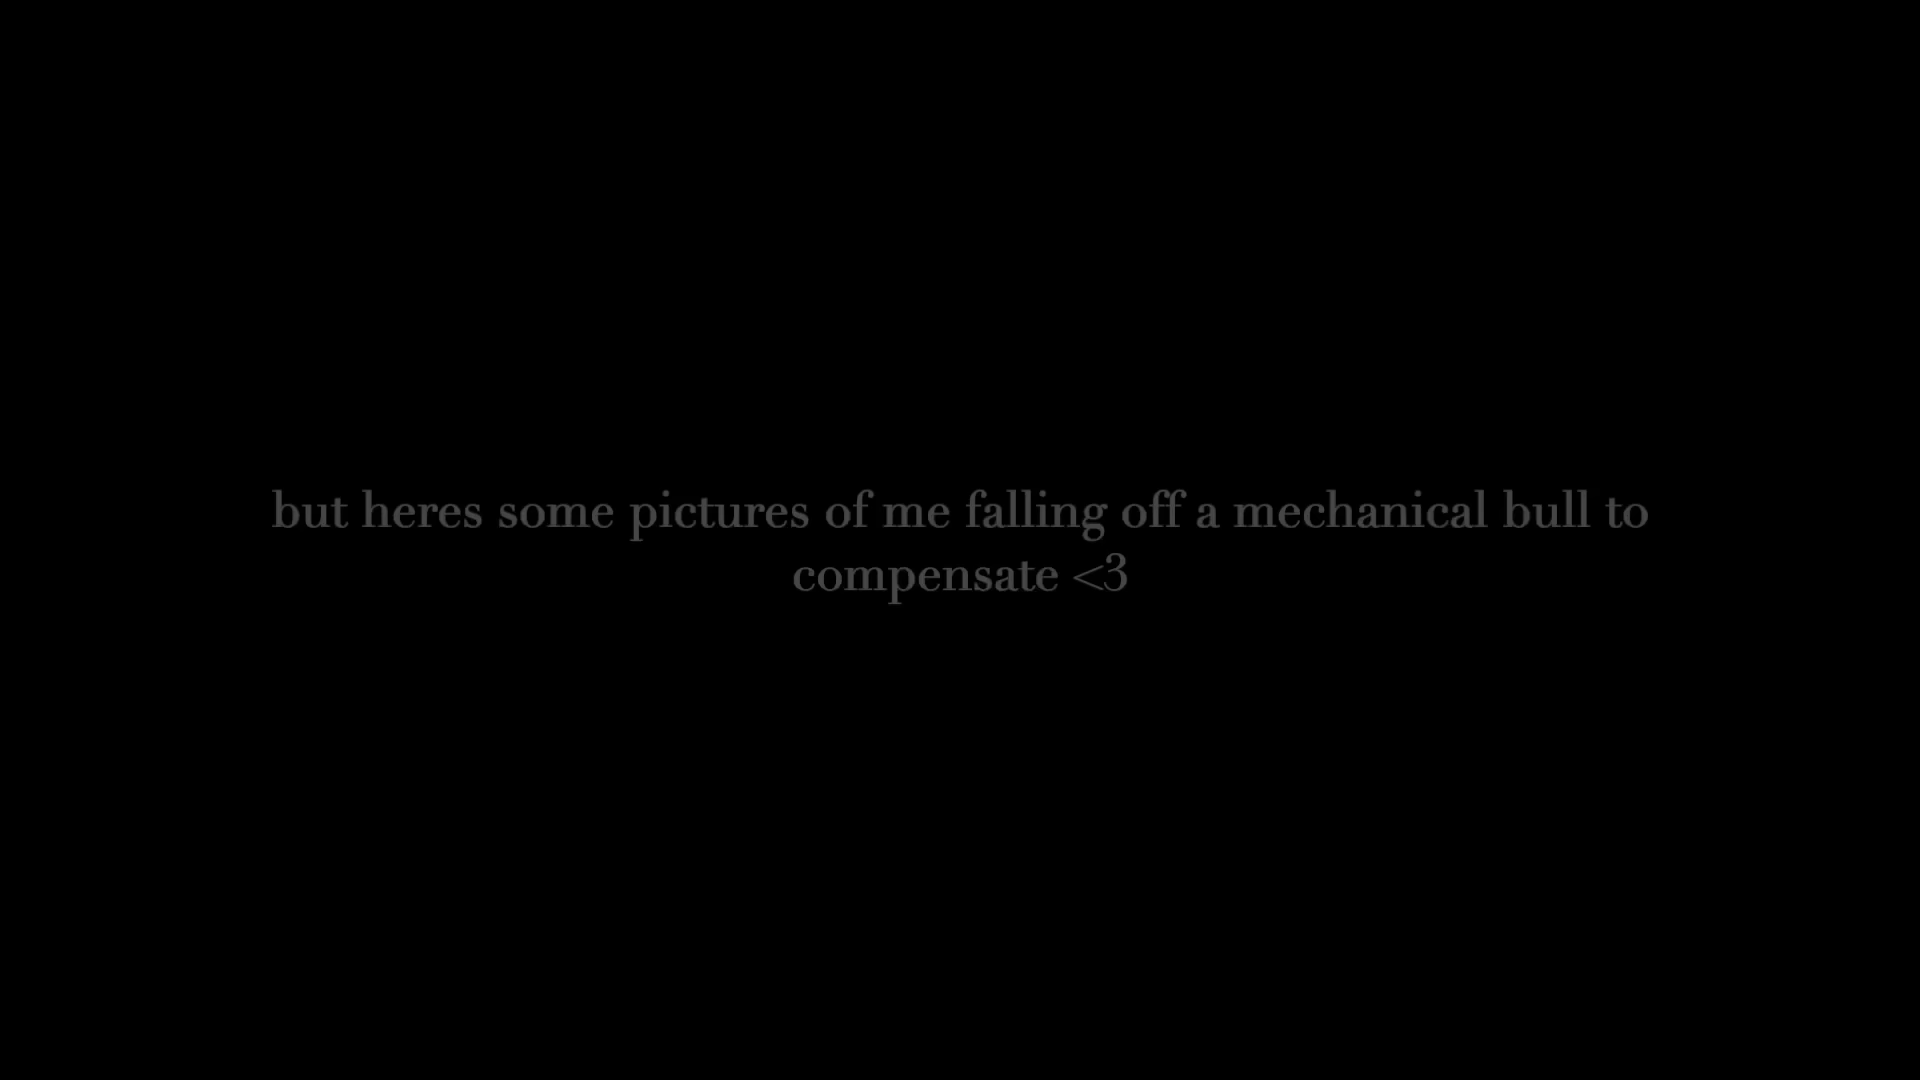 but heres some pictures of me falling off a mechanical bull to
compensate <3